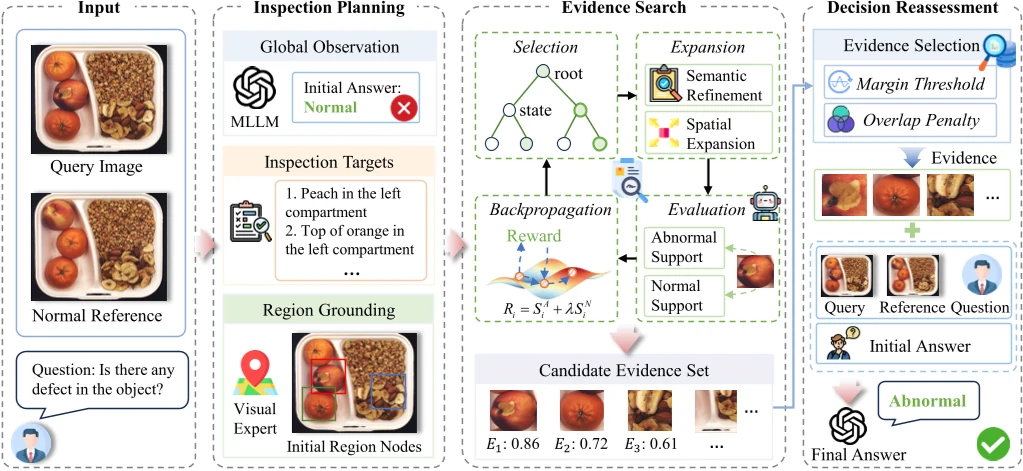 Input
Query Image
Normal Reference
Question: Is there any
defect in the object?
Inspection Planning
Global Observation
MLLM
Initial Answer:
Normal
Inspection Targets
1. Peach in the left
compartment
2. Top of orange in
the left compartment
...
Region Grounding
Visual
Expert
Initial Region Nodes
Evidence Search
Selection
root
state
Expansion
Semantic
Refinement
Spatial
Expansion
Backpropagation
Reward
R_i = S_i^A + λS_i^N
Evaluation
Abnormal
Support
Normal
Support
Candidate Evidence Set
...
E_1: 0.86
E_2: 0.72
E_3: 0.61
...
Decision Reassessment
Evidence Selection
Margin Threshold
Overlap Penalty
Evidence
...
Query
Reference
Question
Initial Answer
Abnormal
Final Answer